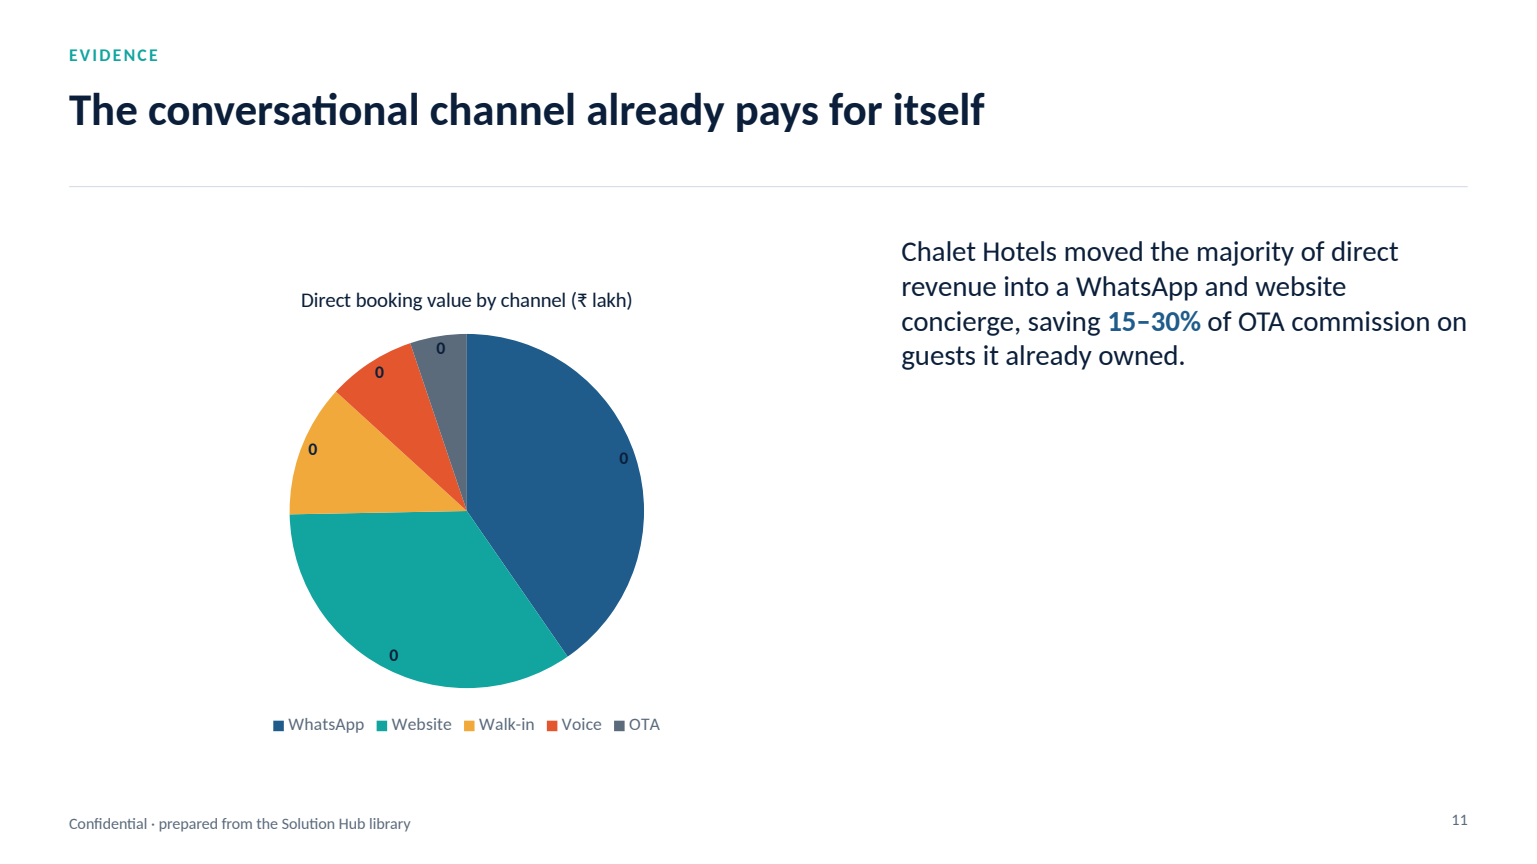 EVIDENCE
The conversational channel already pays for itself
Direct booking value by channel (₹ lakh)
0
0
0
0
0
WhatsApp
Website
Walk-in
Voice
OTA
Chalet Hotels moved the majority of direct
revenue into a WhatsApp and website
concierge, saving 15–30% of OTA commission on
guests it already owned.
Confidential · prepared from the Solution Hub library
11